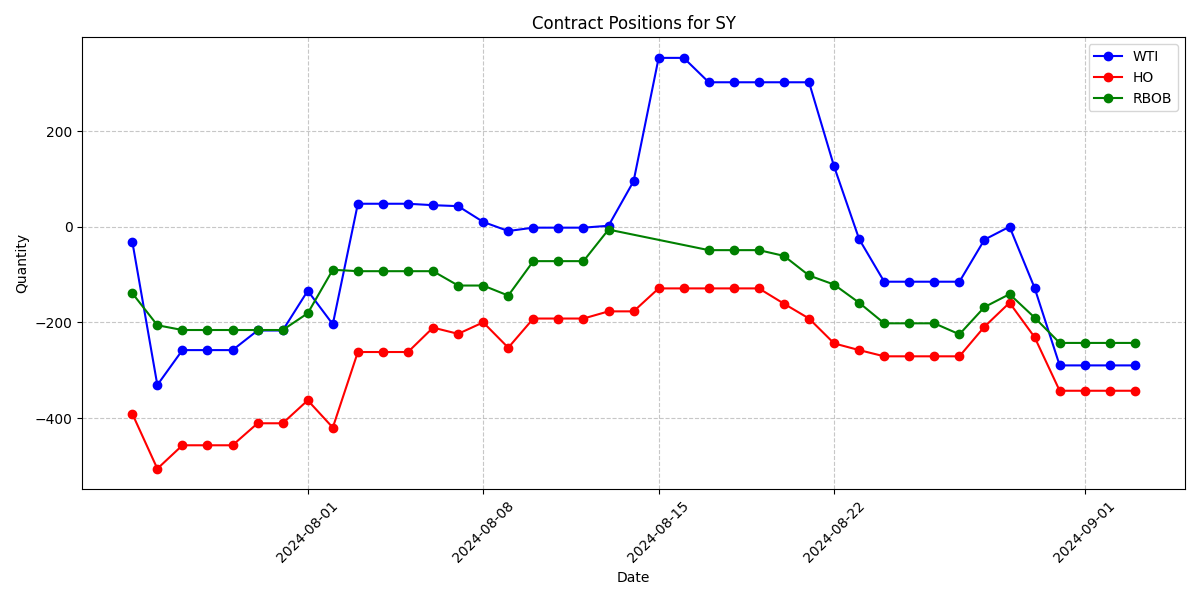 Contract Positions for SY
WTI
HO
RBOB
200
0
−200
−400
Quantity
2024-08-01
2024-08-08
2024-08-15
2024-08-22
2024-09-01
Date